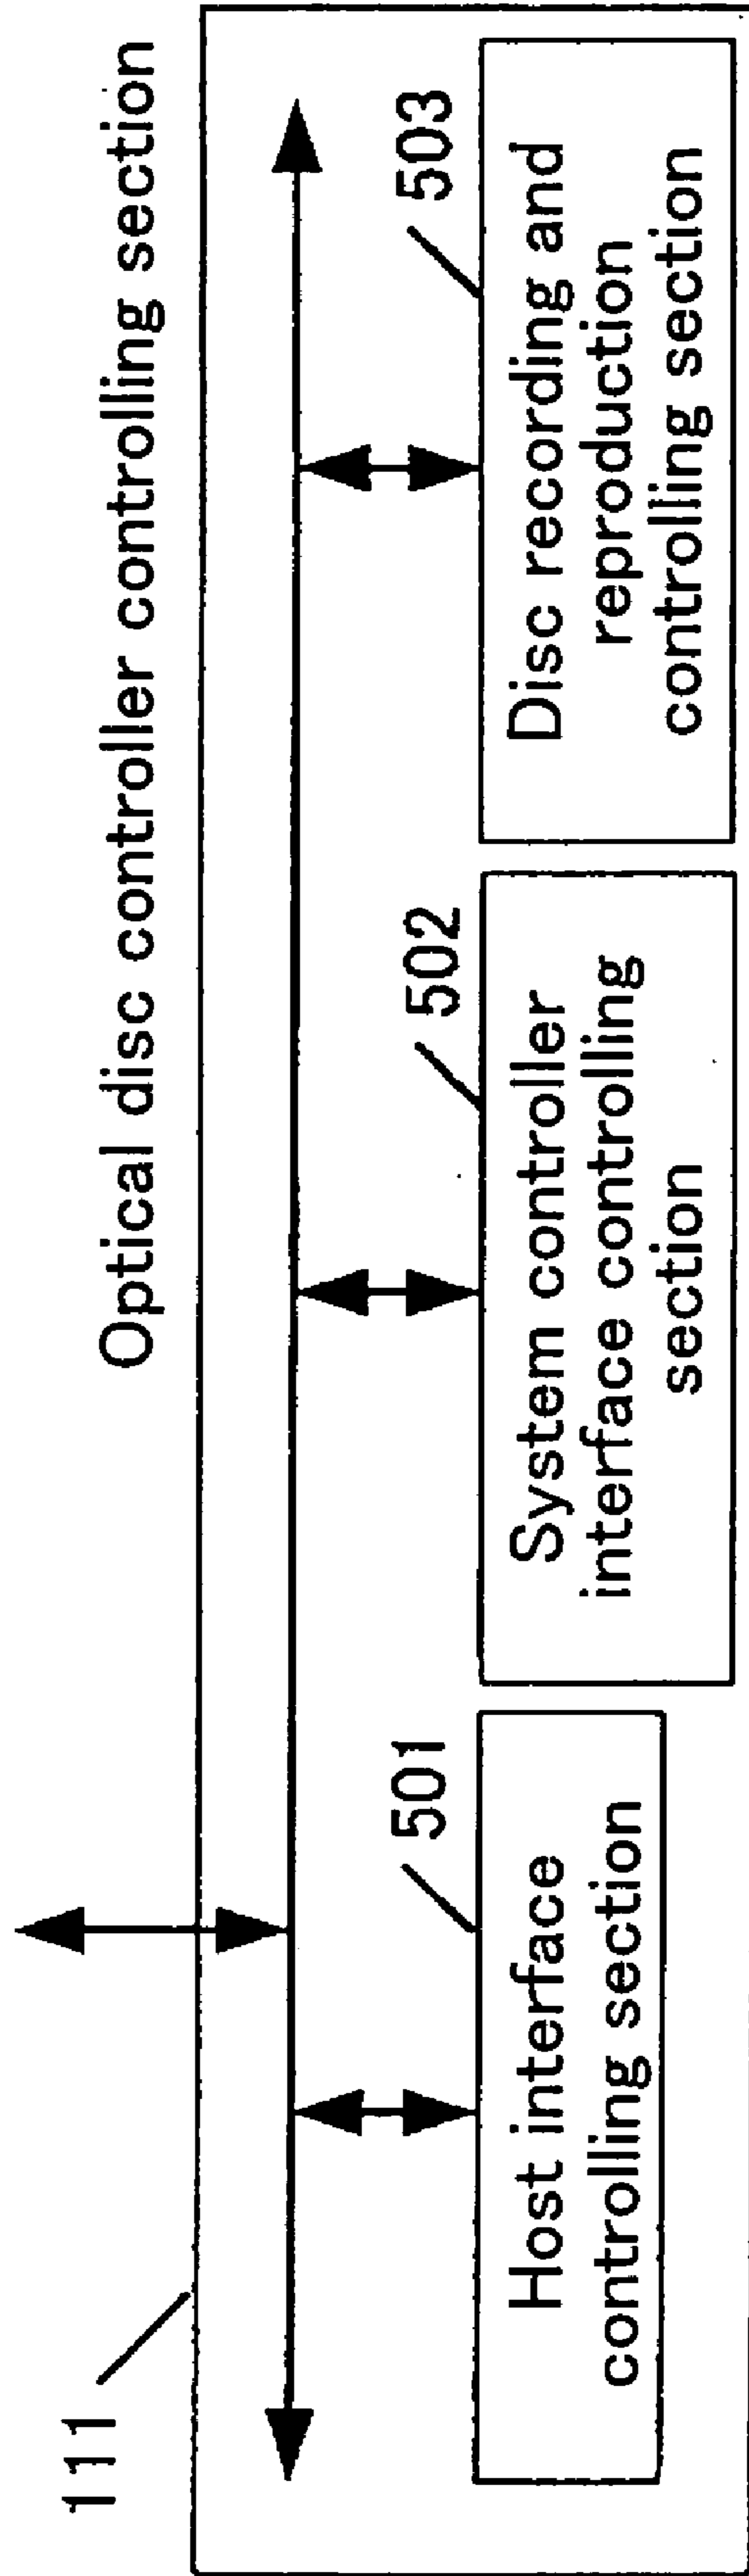 Optical disc controller controlling section
111
501
Host interface
controlling section
502
System controller
interface controlling
section
503
Disc recording and
reproduction
controlling section